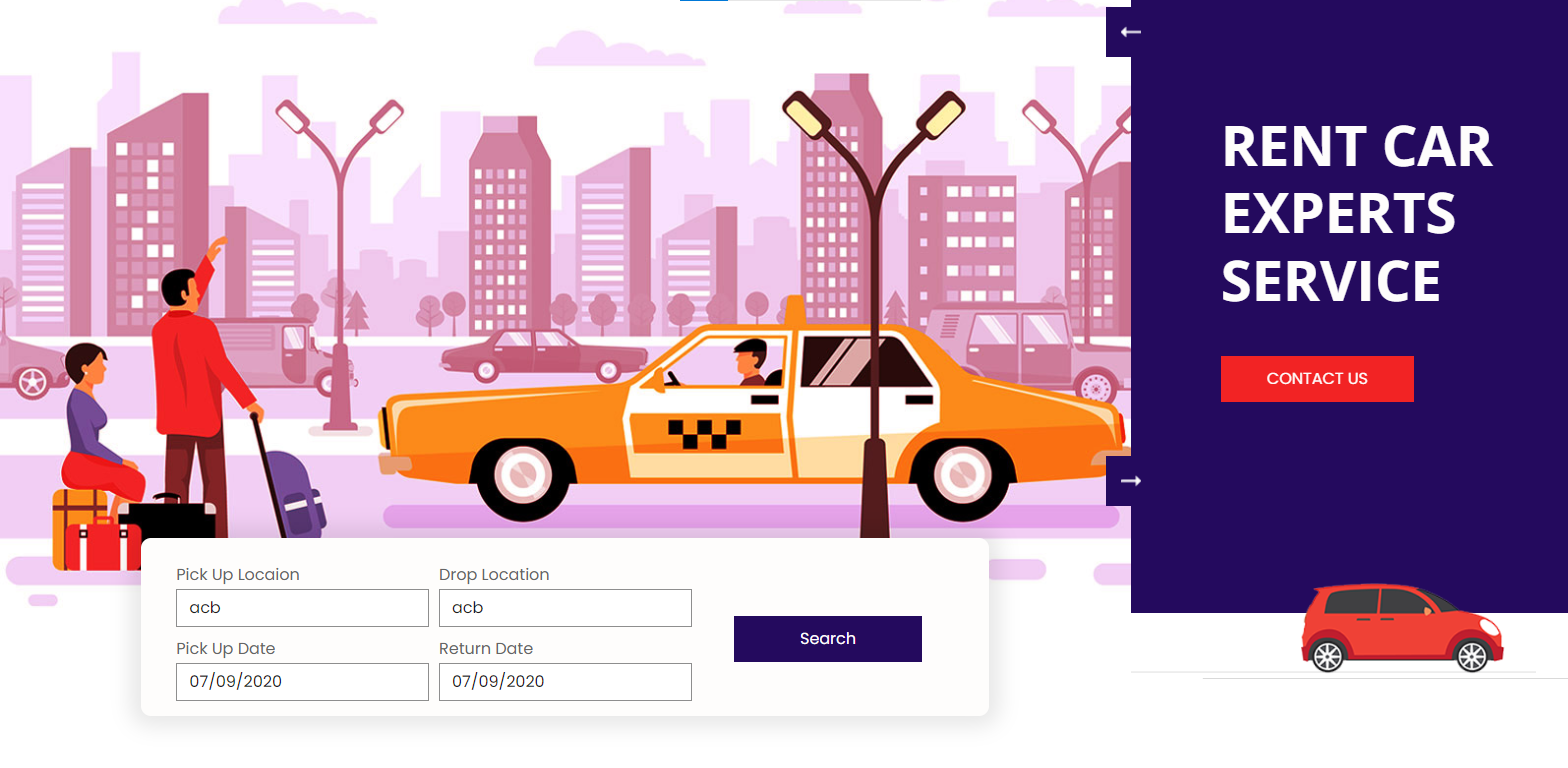 RENT CAR
EXPERTS
SERVICE
CONTACT US
Pick Up Locaion
Drop Location
acb
acb
Pick Up Date
Return Date
07/09/2020
07/09/2020
Search